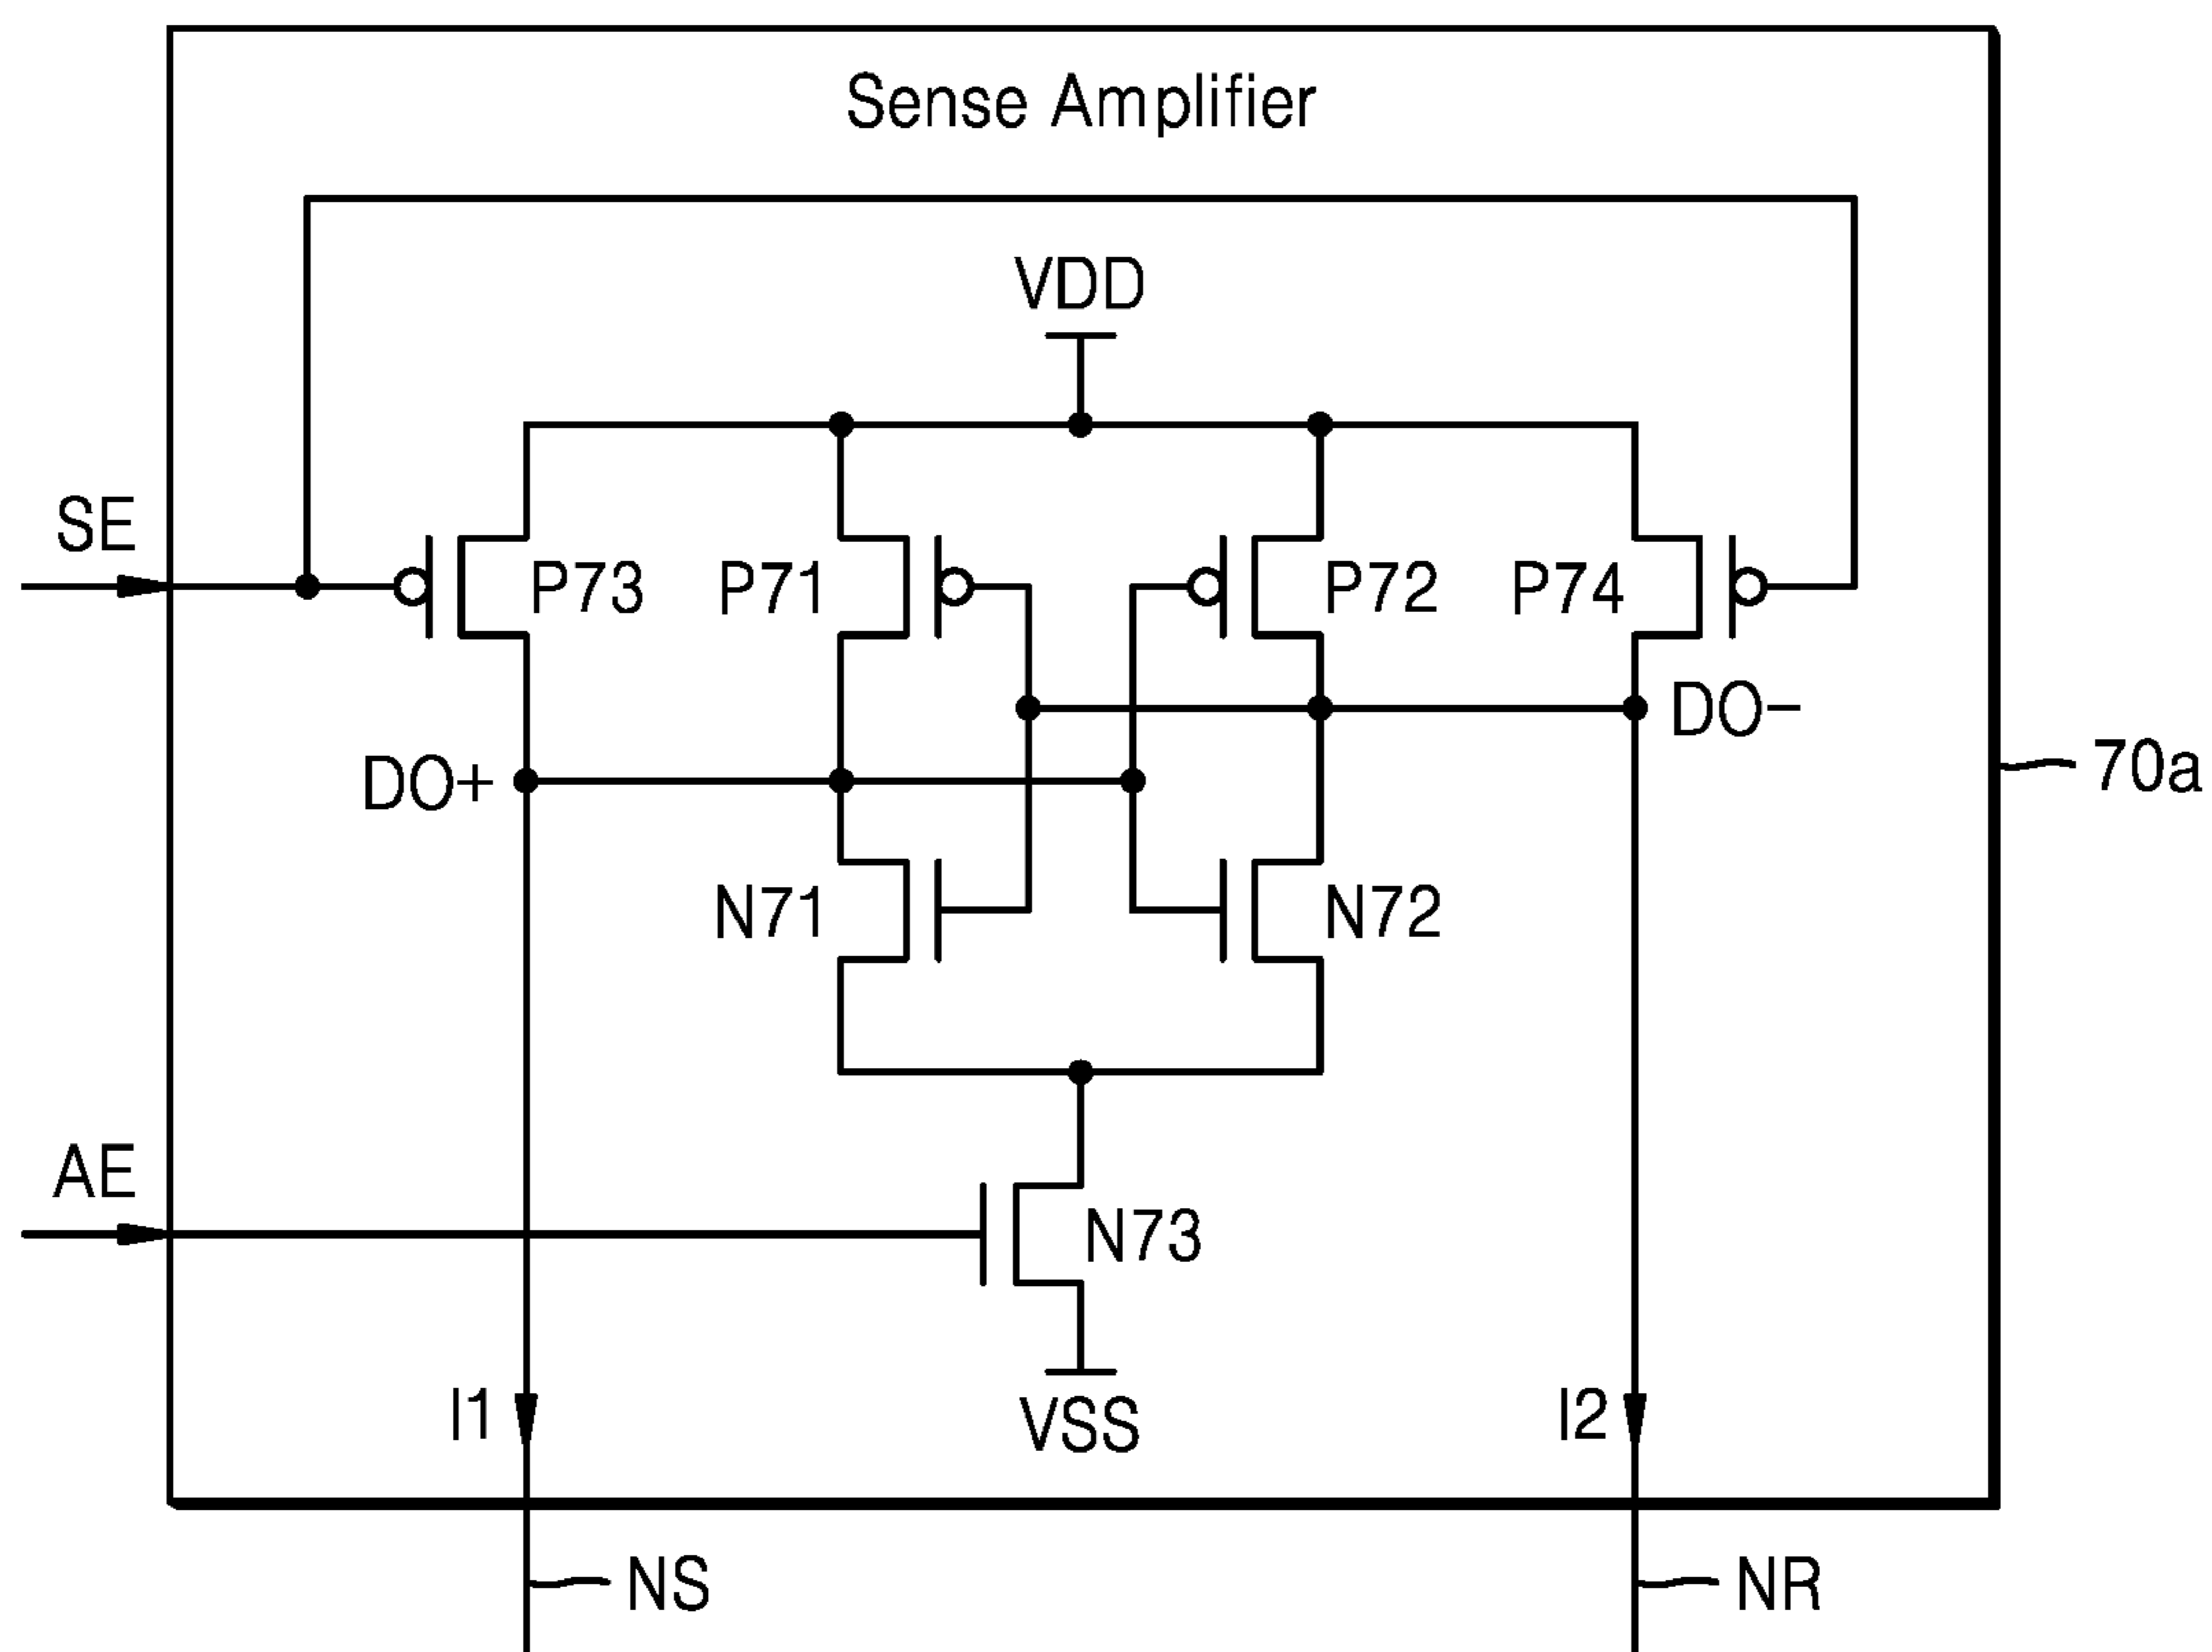 Sense Amplifier
VDD
SE
P73
P71
P72
P74
DO-
DO+
70a
N71
N72
AE
N73
I1
VSS
I2
NS
NR